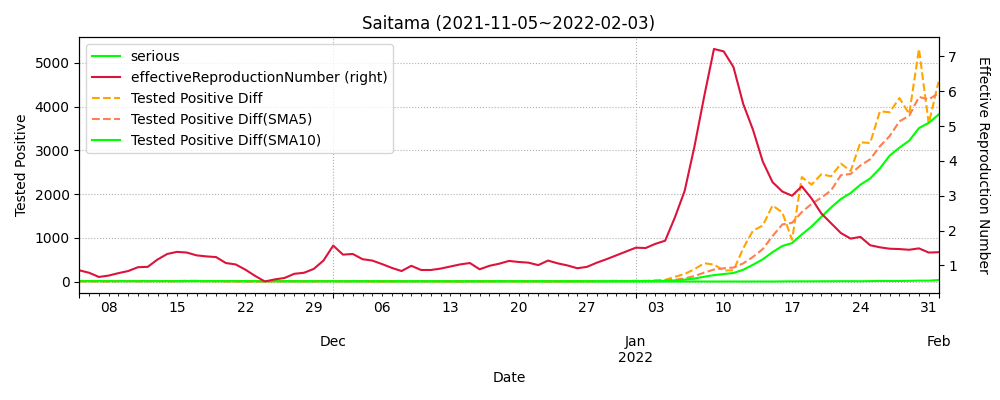 Saitama (2021-11-05~2022-02-03)
serious
effectiveReproductionNumber (right)
Tested Positive Diff
Tested Positive Diff(SMA5)
Tested Positive Diff(SMA10)
Tested Positive
5000
4000
3000
2000
1000
0
7
6
5
4
3
2
1
Effective Reproduction Number
08 15 22 29 06 13 20 27 03 10 17 24 31
Dec Jan Feb
2022
Date